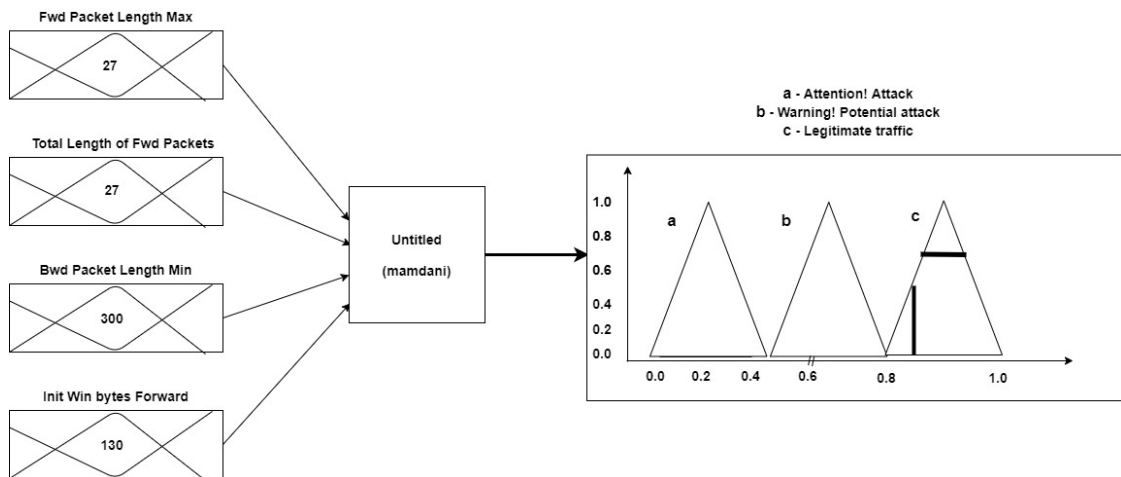 Fwd Packet Length Max
27
Total Length of Fwd Packets
27
Bwd Packet Length Min
300
Init Win bytes Forward
130
Untitled
(mamdani)
a - Attention! Attack
b - Warning! Potential attack
c - Legitimate traffic
a
b
c
1.0
0.8
0.6
0.4
0.2
0.0
0.0 0.2 0.4 0.6 0.8 1.0